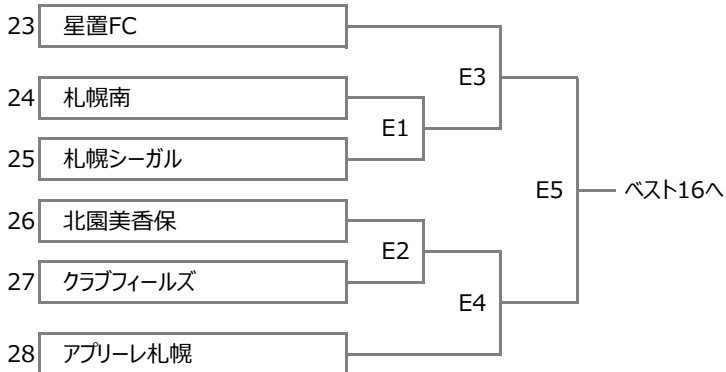 23 星置FC
E3
24 札幌南
E1
25 札幌シーガル
E5 ベスト16へ
26 北園美香保
E2
27 クラブフィールズ
E4
28 アプリーレ札幌